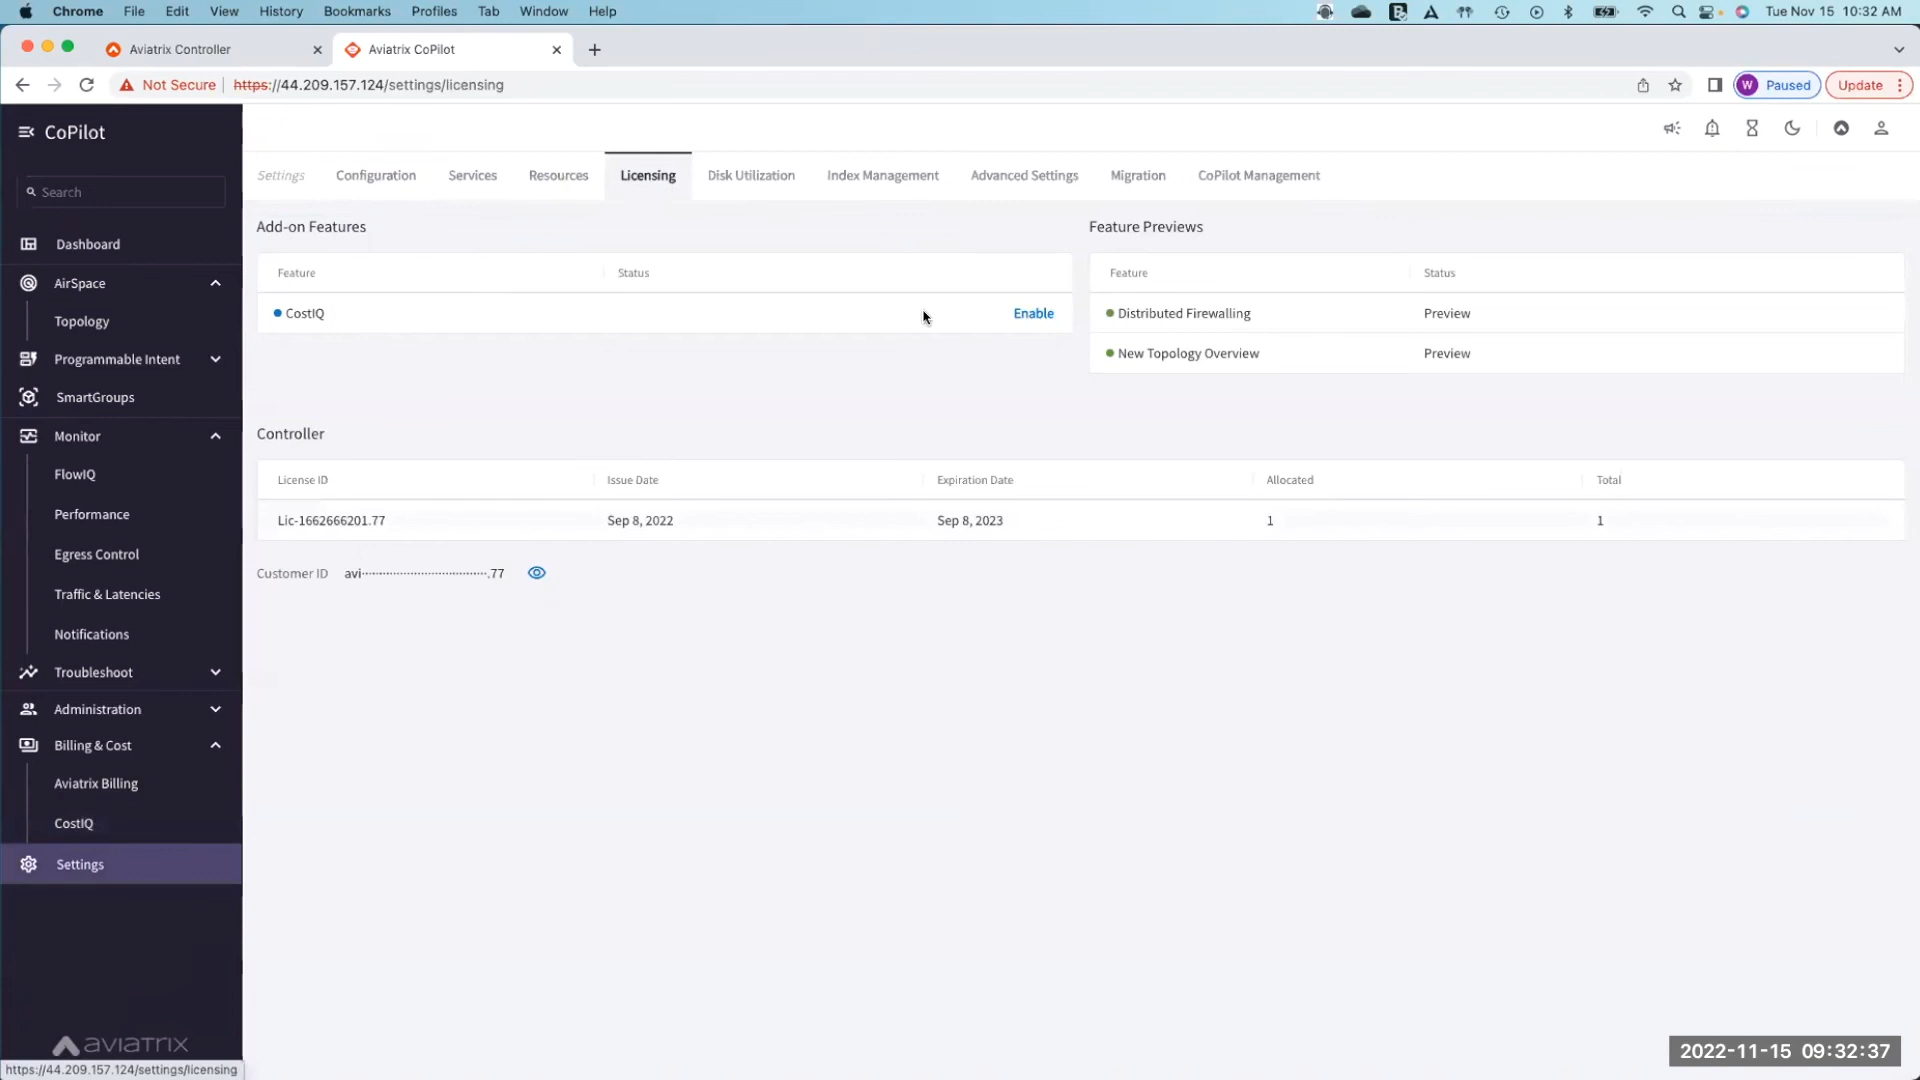 Chrome File Edit View History Bookmarks Profiles Tab Window Help Tue Nov 15 10:32 AM
Aviatrix Controller Aviatrix CoPilot
Not Secure https://44.209.157.124/settings/licensing W Paused Update
CoPilot
Search
Dashboard
AirSpace
Topology
Programmable Intent
SmartGroups
Monitor
FlowIQ
Performance
Egress Control
Traffic & Latencies
Notifications
Troubleshoot
Administration
Billing & Cost
Aviatrix Billing
CostIQ
Settings
aviatrix
https://44.209.157.124/settings/licensing
Settings Configuration Services Resources Licensing Disk Utilization Index Management Advanced Settings Migration CoPilot Management
Add-on Features
Feature Status
CostIQ Enable
Feature Previews
Feature Status
Distributed Firewalling Preview
New Topology Overview Preview
Controller
License ID Issue Date Expiration Date Allocated Total
Lic-1662666201.77 Sep 8, 2022 Sep 8, 2023 1 1
Customer ID avi···································.77
2022-11-15 09:32:37